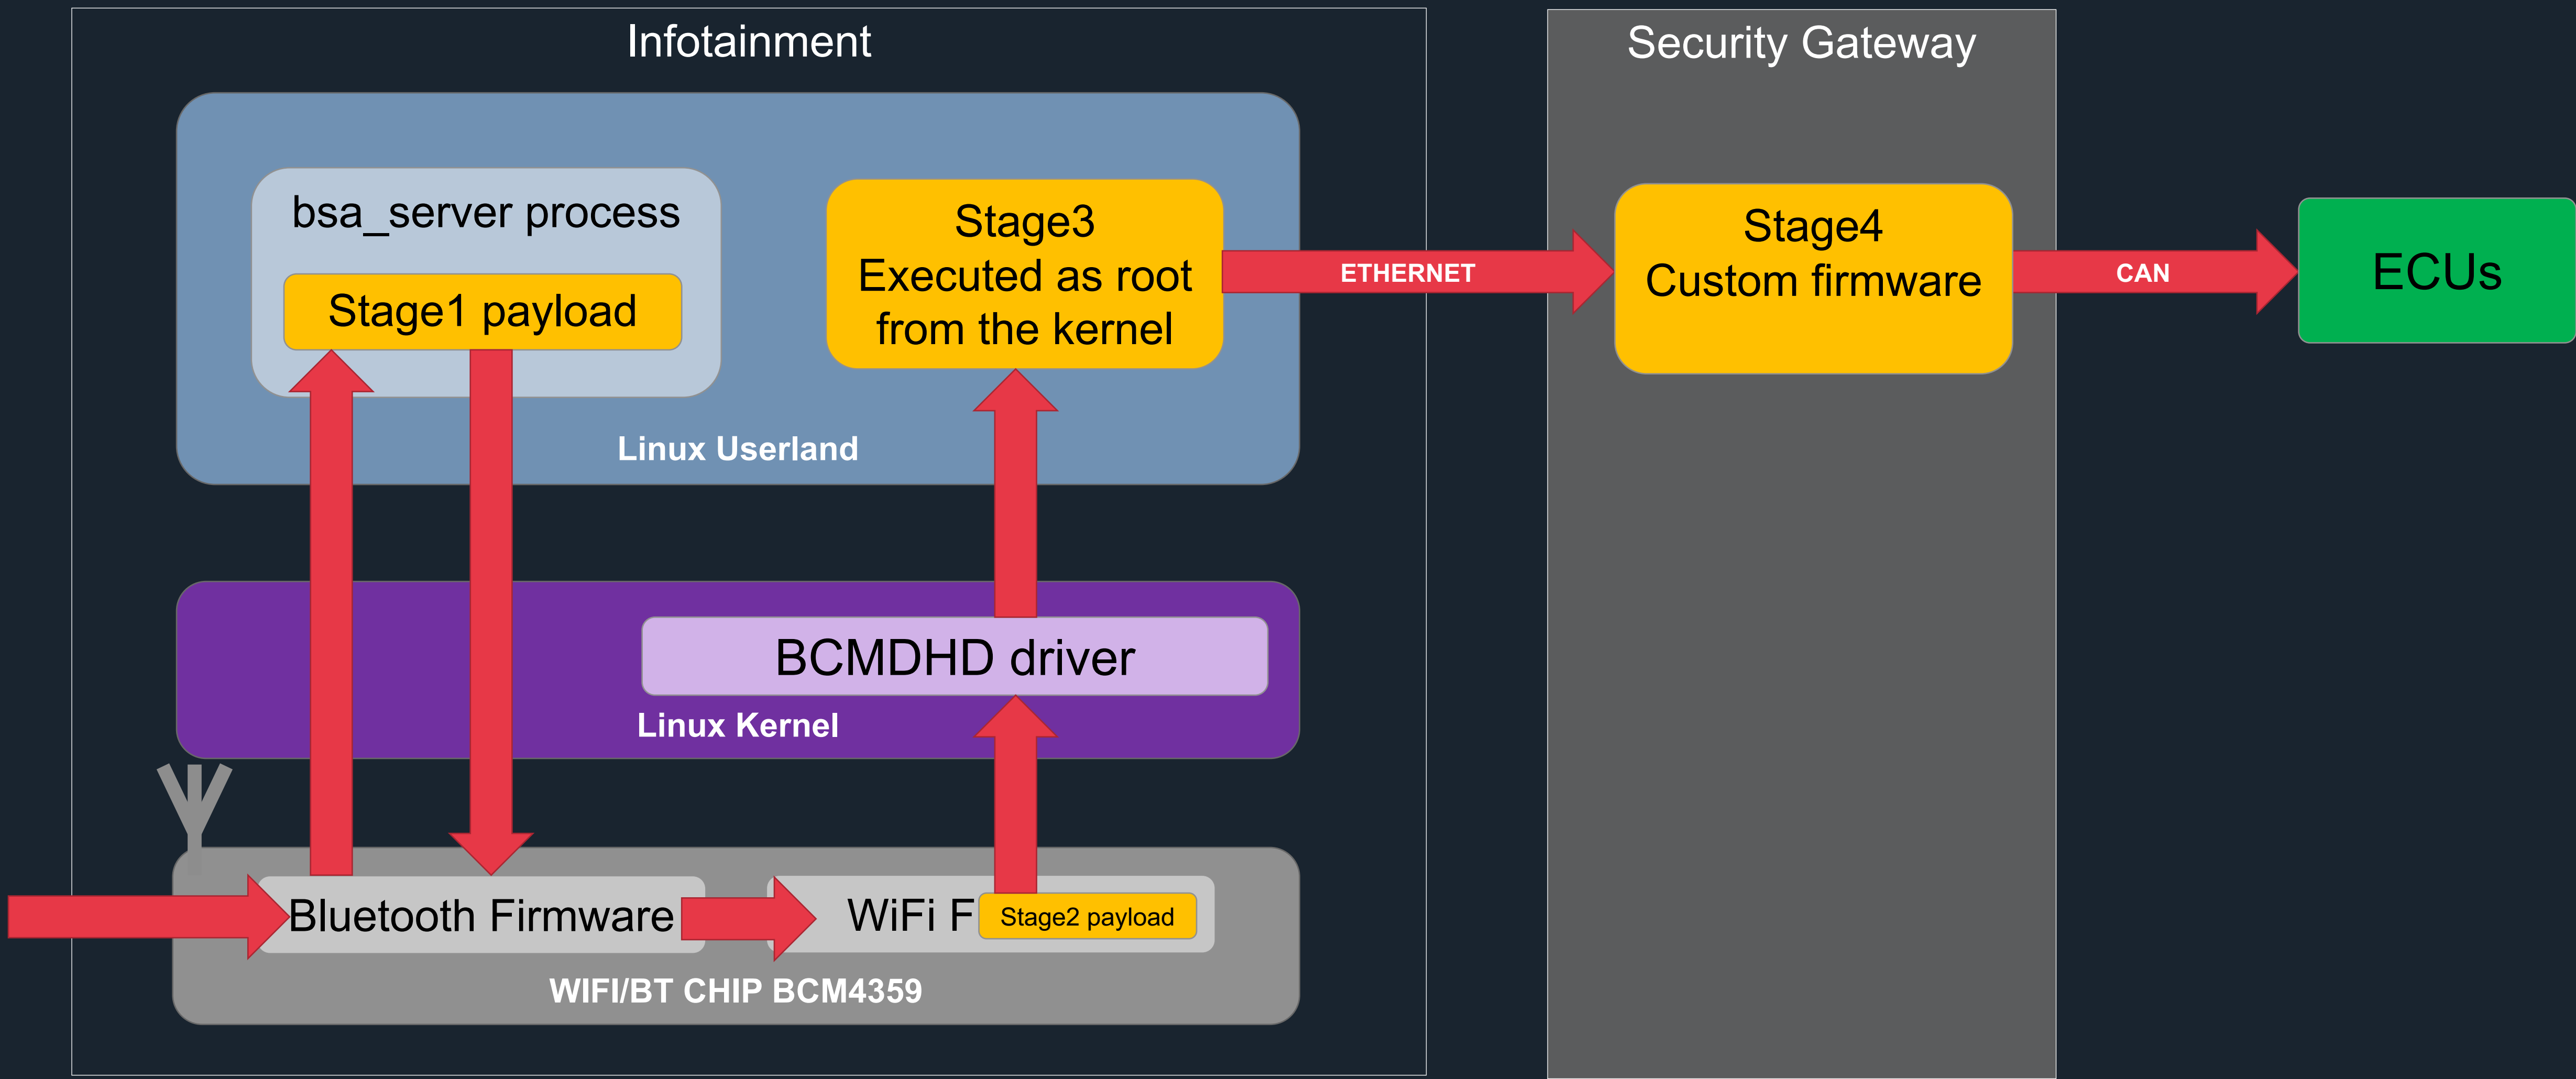 Infotainment
Security Gateway
bsa_server process
Stage1 payload
Stage3
Executed as root
from the kernel
ETHERNET
Stage4
Custom firmware
CAN
ECUs
Linux Userland
BCMDHD driver
Linux Kernel
Bluetooth Firmware
WiFi F
Stage2 payload
WIFI/BT CHIP BCM4359